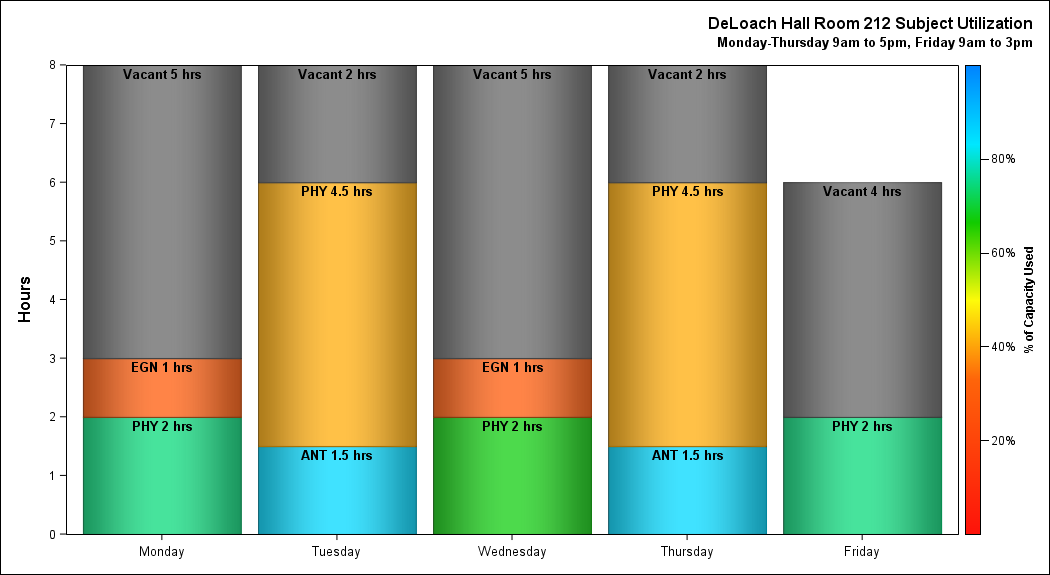 DeLoach Hall Room 212 Subject Utilization
Monday-Thursday 9am to 5pm, Friday 9am to 3pm
8
7
6
5
4
3
2
1
0
Hours
Vacant 5 hrs
EGN 1 hrs
PHY 2 hrs
Vacant 2 hrs
PHY 4.5 hrs
ANT 1.5 hrs
Vacant 5 hrs
EGN 1 hrs
PHY 2 hrs
Vacant 2 hrs
PHY 4.5 hrs
ANT 1.5 hrs
Vacant 4 hrs
PHY 2 hrs
Monday
Tuesday
Wednesday
Thursday
Friday
80%
60%
40%
20%
% of Capacity Used